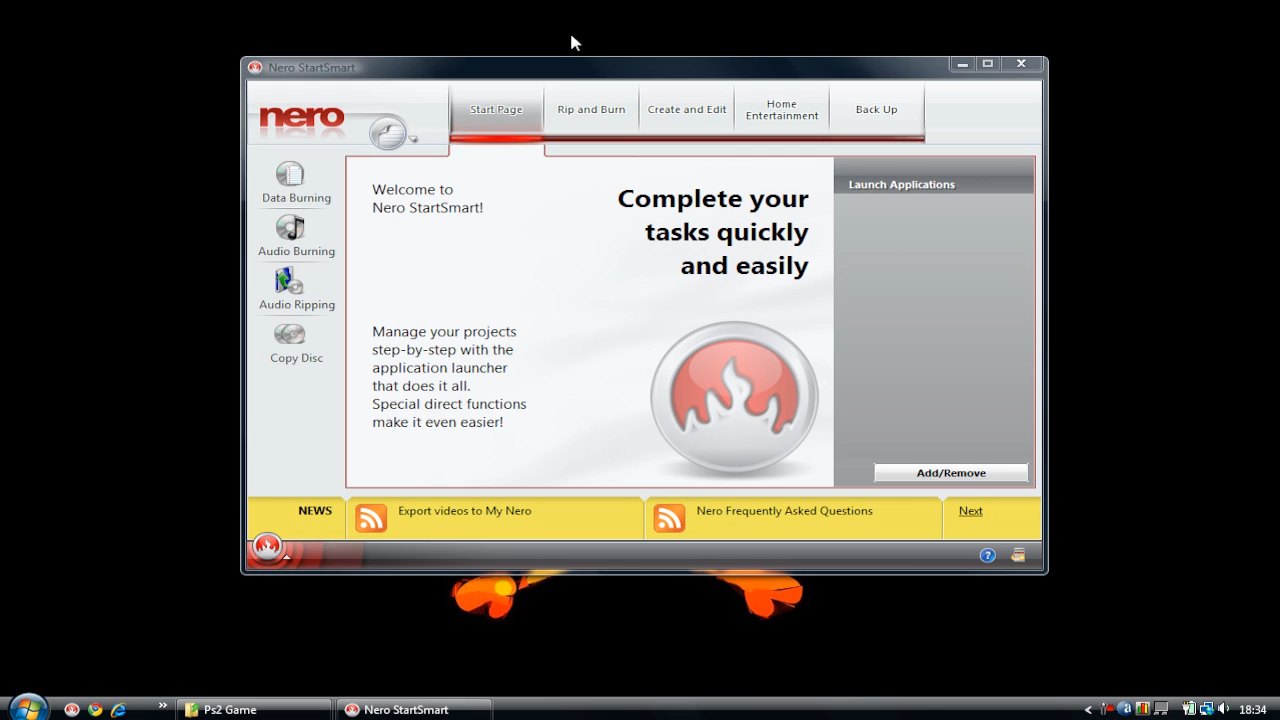 Nero StartSmart
nero
Start Page
Rip and Burn
Create and Edit
Home
Entertainment
Back Up
Data Burning
Audio Burning
Audio Ripping
Copy Disc
Welcome to
Nero StartSmart!
Complete your
tasks quickly
and easily
Manage your projects
step-by-step with the
application launcher
that does it all.
Special direct functions
make it even easier!
Launch Applications
Add/Remove
NEWS
Export videos to My Nero
Nero Frequently Asked Questions
Next
Ps2 Game
Nero StartSmart
18:34